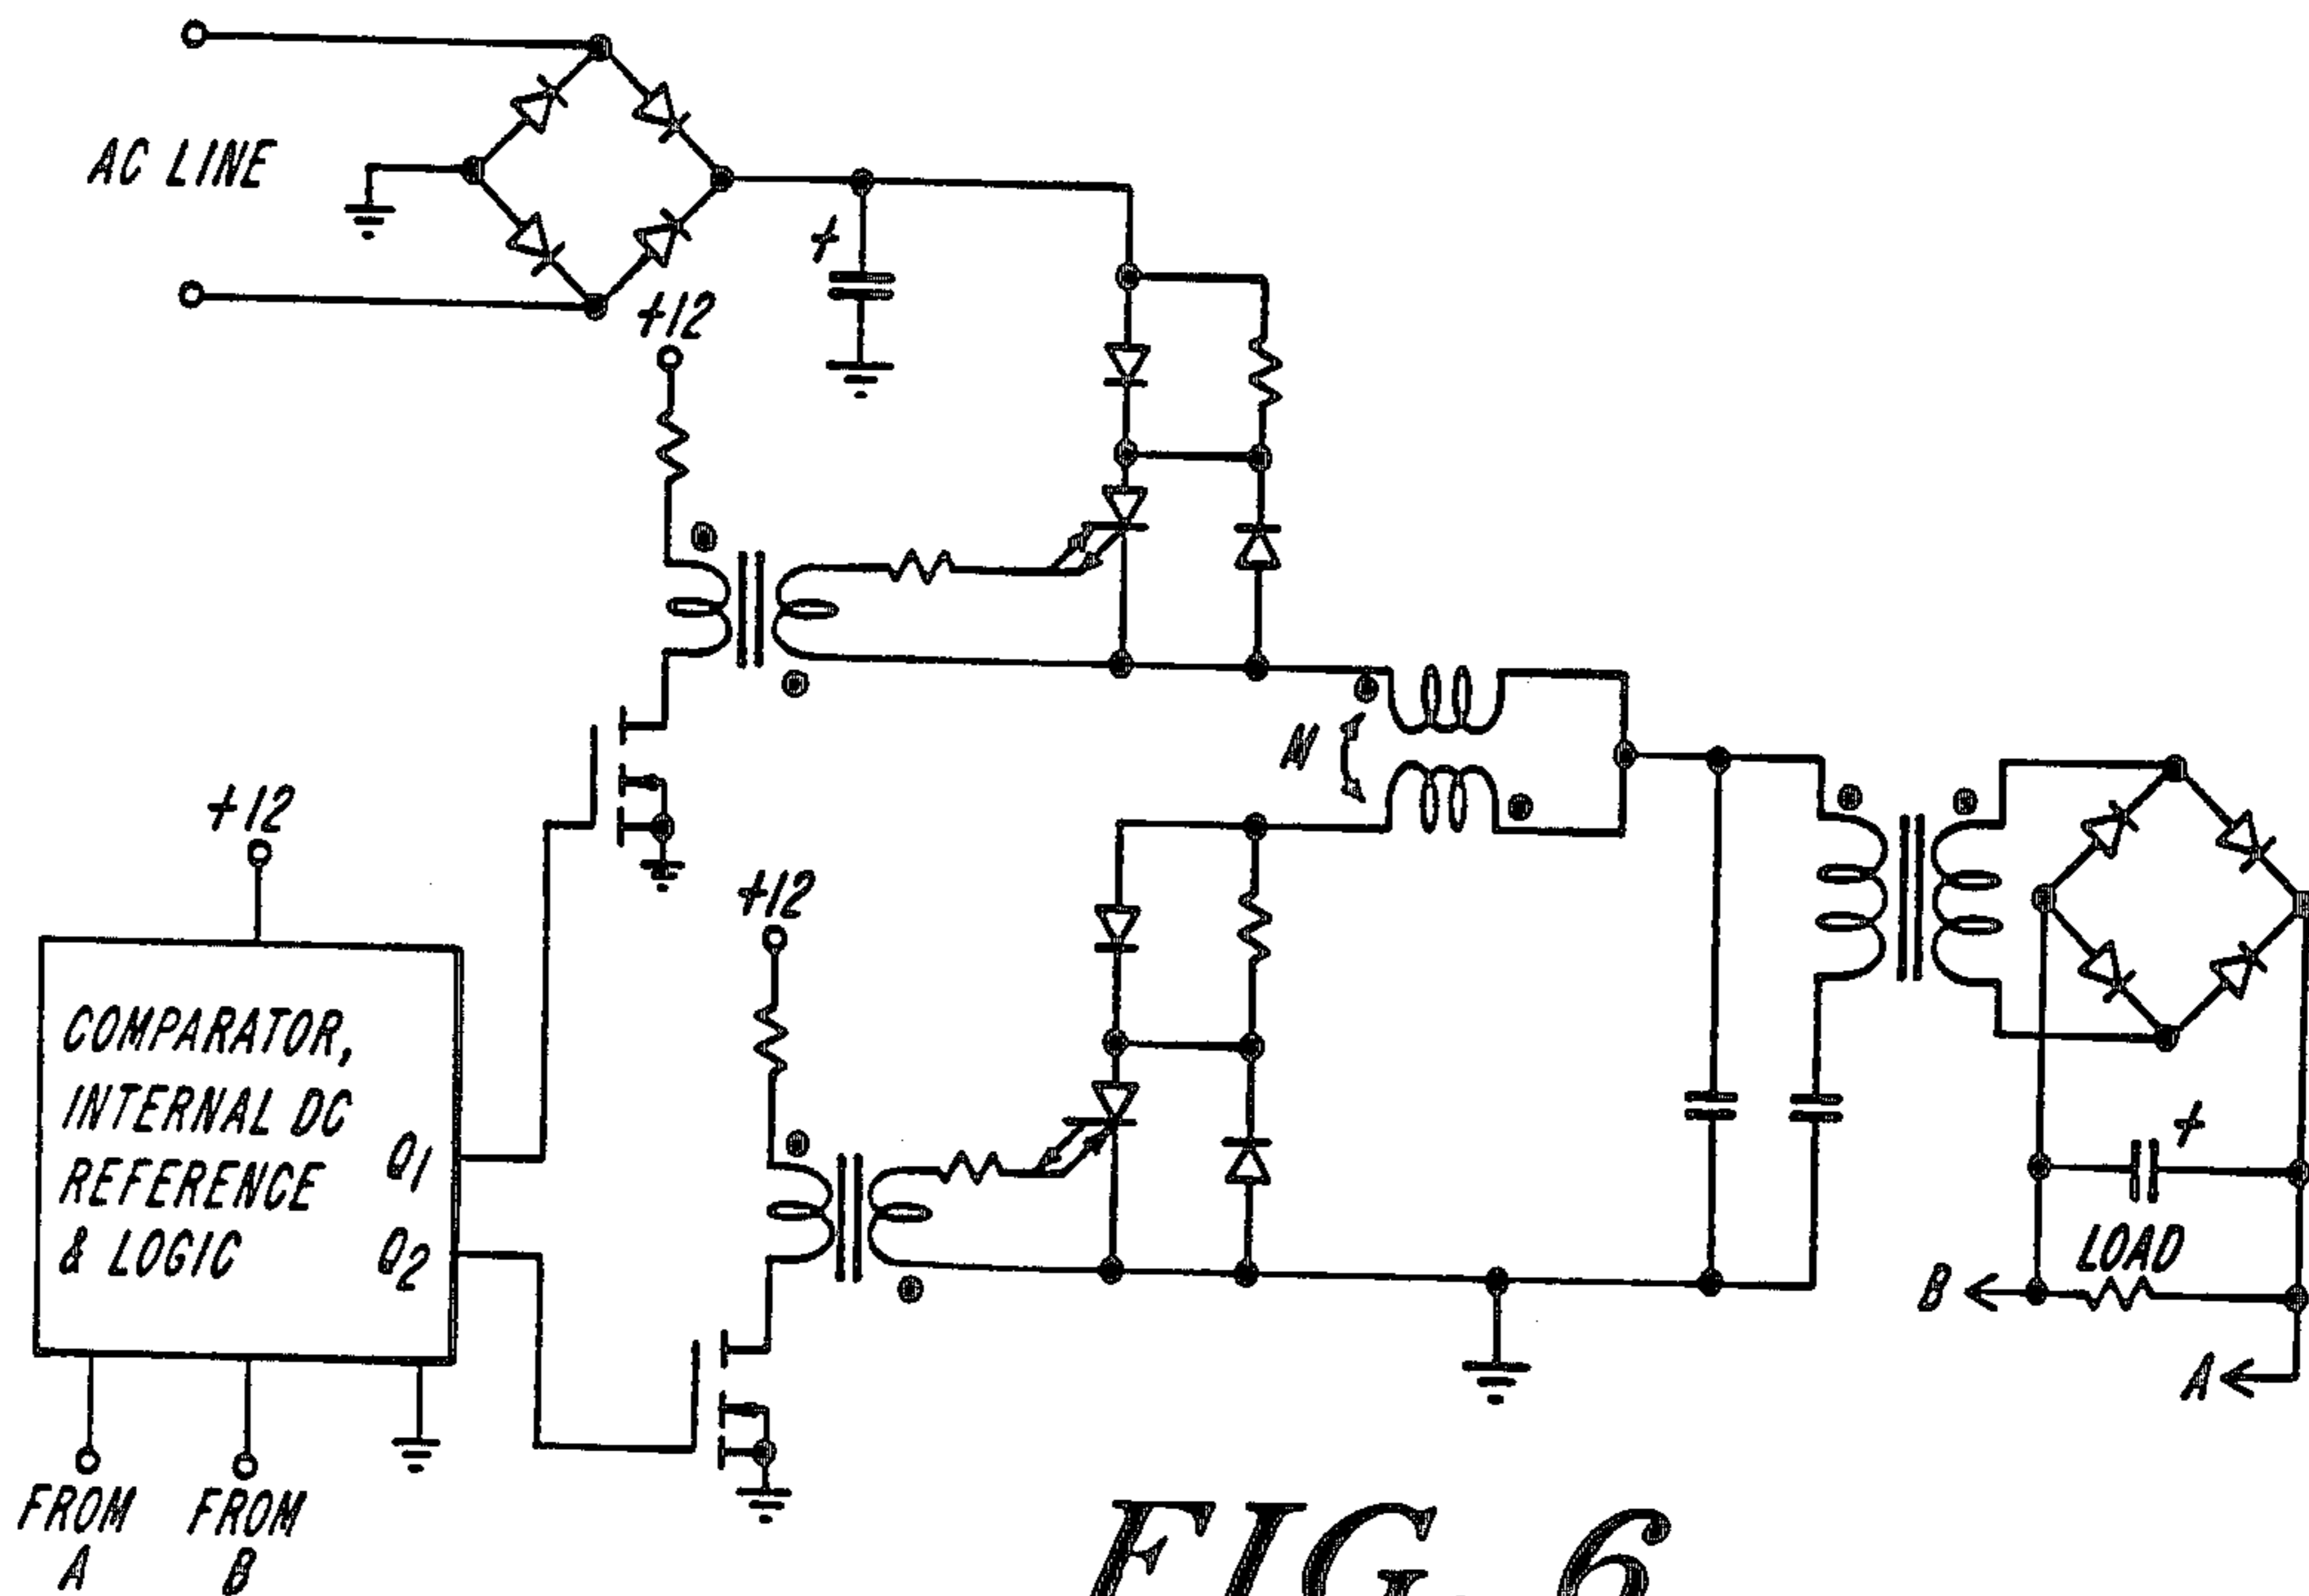 AC LINE
+
+12
+12
+12
M
COMPARATOR,
INTERNAL DC
REFERENCE
& LOGIC
Q1
Q2
+
LOAD
B
A
FROM
A
FROM
B
FIG. 6